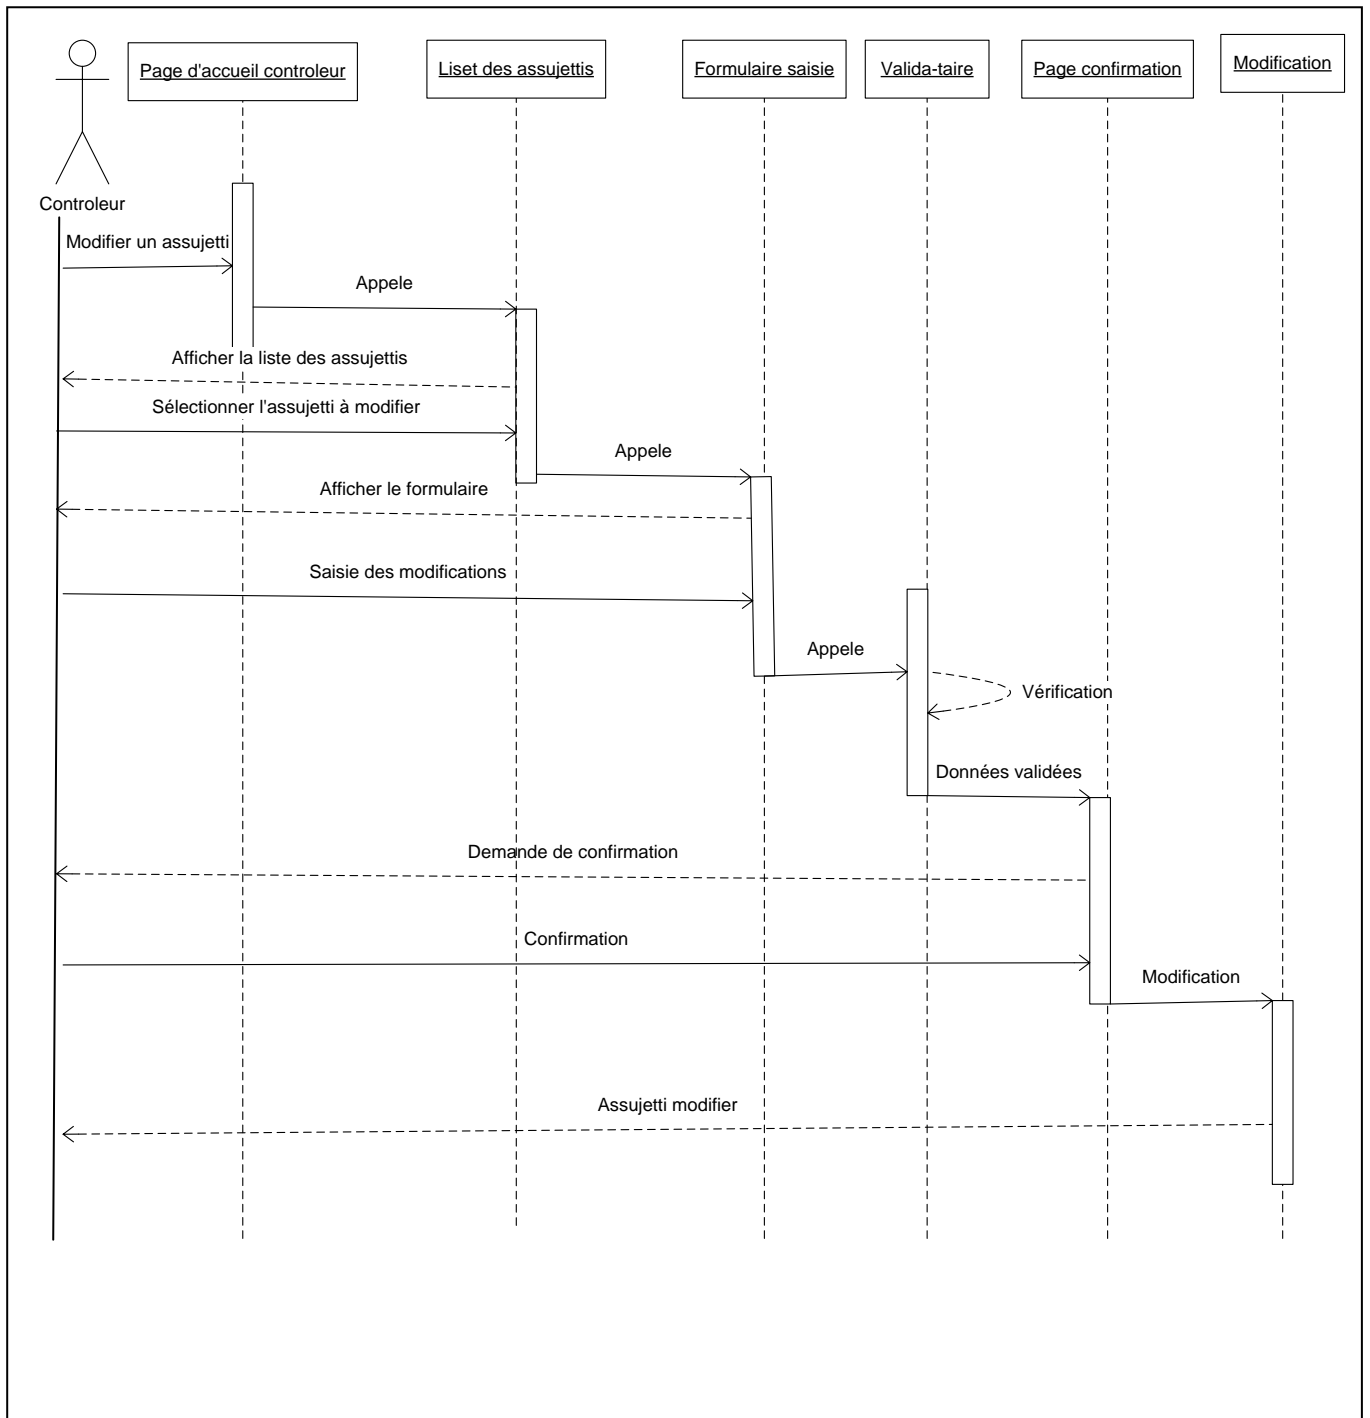 Page d'accueil controleur
Liset des assujettis
Formulaire saisie
Valida-taire
Page confirmation
Modification
Controleur
Modifier un assujetti
Appele
Afficher la liste des assujettis
Sélectionner l'assujetti à modifier
Appele
Afficher le formulaire
Saisie des modifications
Appele
Vérification
Données validées
Demande de confirmation
Confirmation
Modification
Assujetti modifier